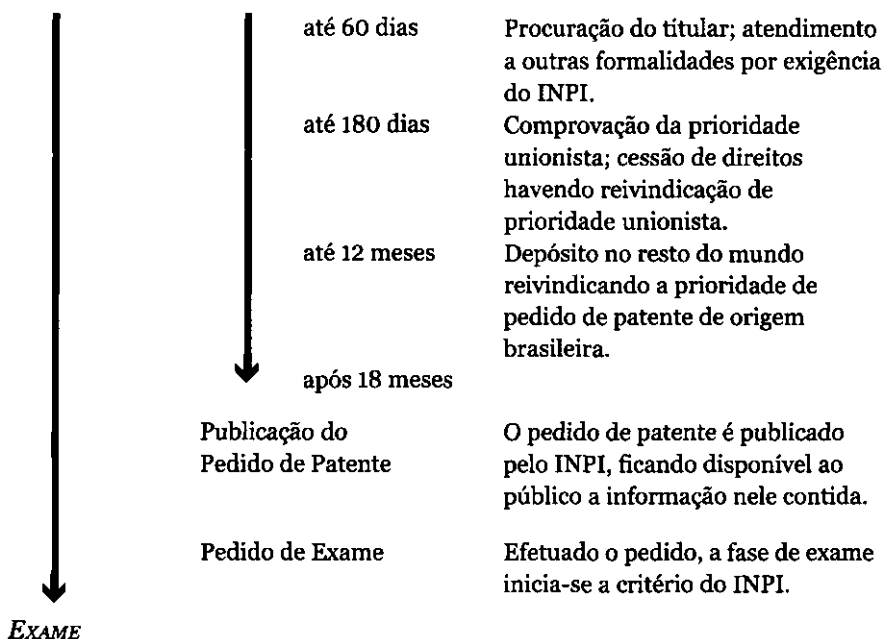 até 60 dias
Procuração do titular; atendimento
a outras formalidades por exigência
do INPI.
até 180 dias
Comprovação da prioridade
unionista; cessão de direitos
havendo reivindicação de
prioridade unionista.
até 12 meses
Depósito no resto do mundo
reivindicando a prioridade de
pedido de patente de origem
brasileira.
após 18 meses
Publicação do
Pedido de Patente
O pedido de patente é publicado
pelo INPI, ficando disponível ao
público a informação nele contida.
Pedido de Exame
Efetuado o pedido, a fase de exame
inicia-se a critério do INPI.
EXAME